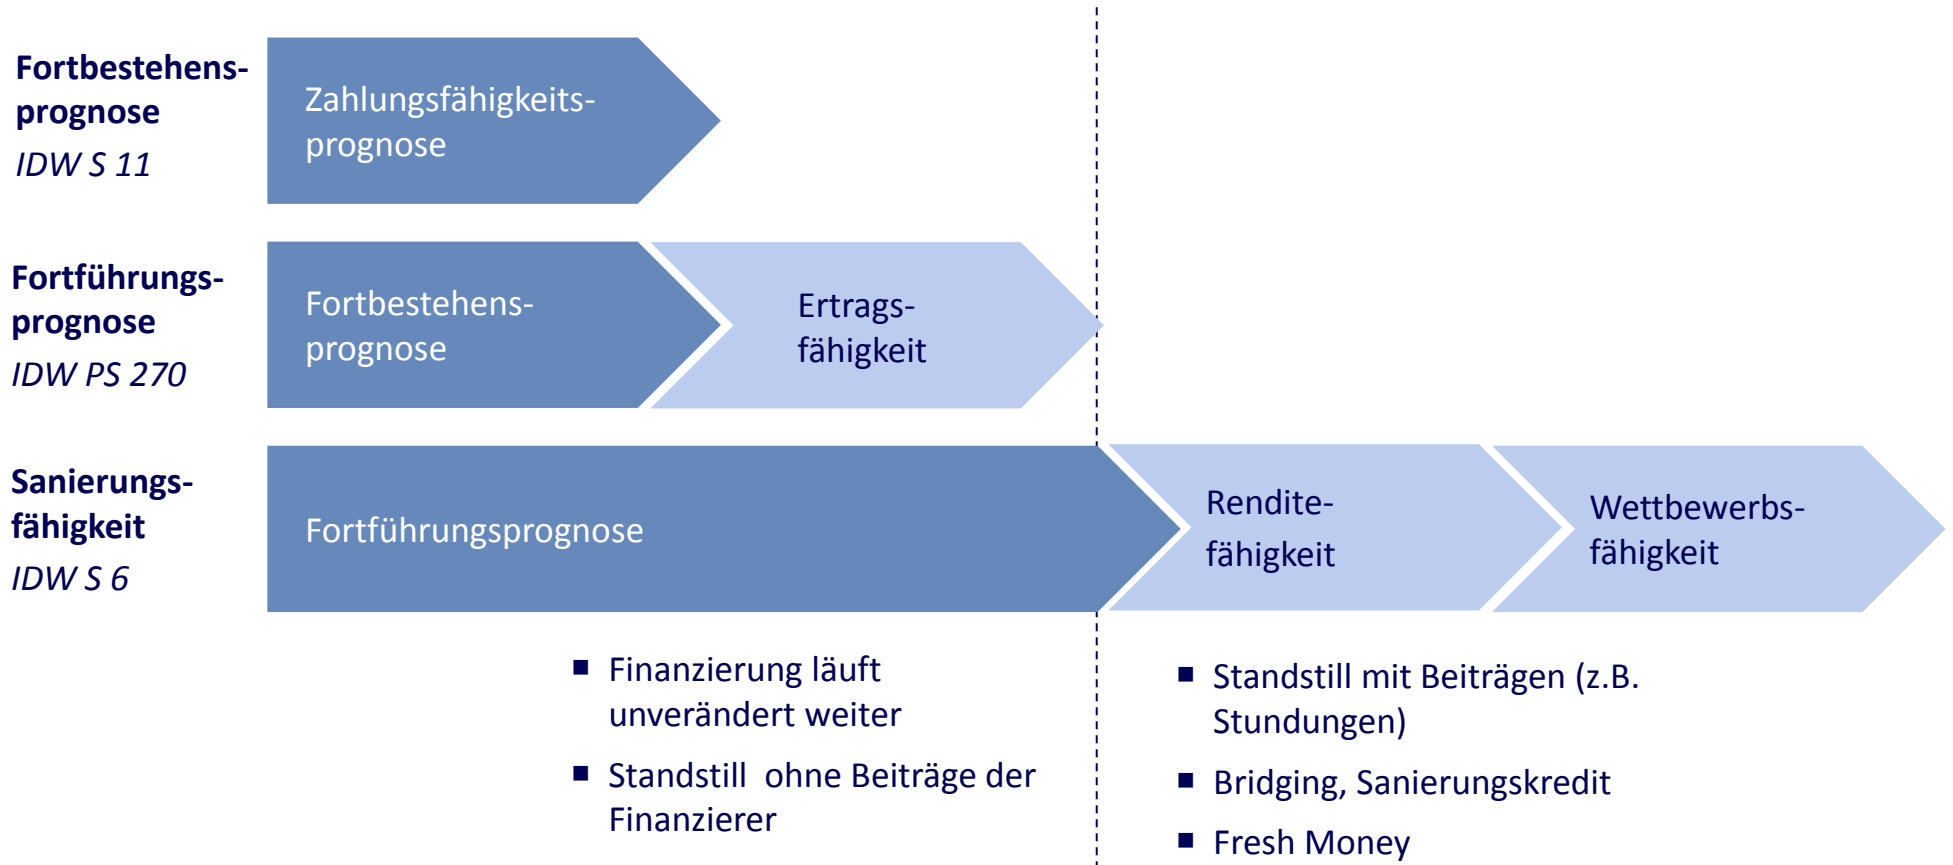 Fortbestehens-
prognose
IDW S 11
Zahlungsfähigkeits-
prognose
Fortführungs-
prognose
IDW PS 270
Fortbestehens-
prognose
Ertrags-
fähigkeit
Sanierungs-
fähigkeit
IDW S 6
Fortführungsprognose
Rendite-
fähigkeit
Wettbewerbs-
fähigkeit
■ Finanzierung läuft
unverändert weiter
■ Standstill ohne Beiträge der
Finanzierer
■ Standstill mit Beiträgen (z.B.
Stundungen)
■ Bridging, Sanierungskredit
■ Fresh Money